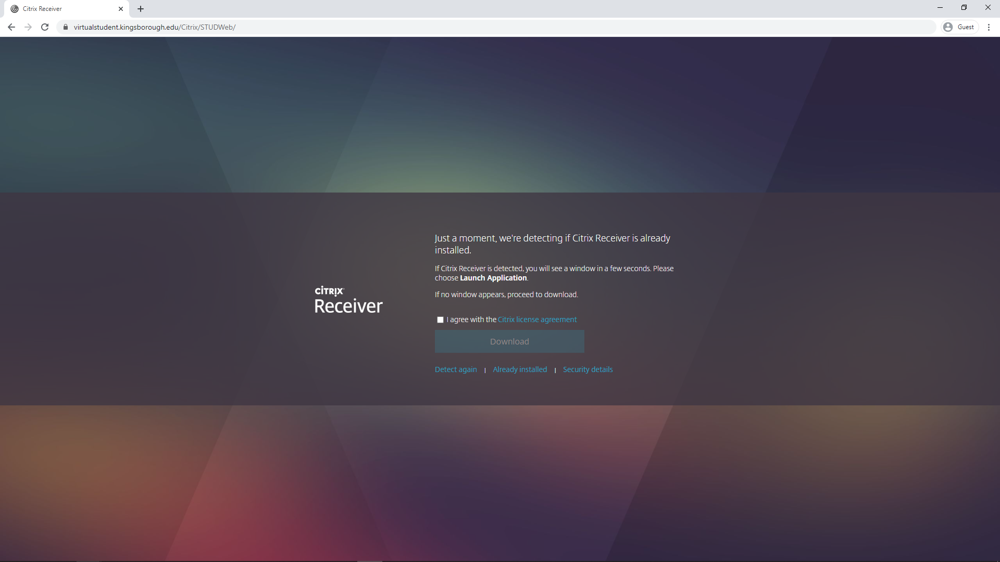 Citrix Receiver
virtualstudent.kingsborough.edu/Citrix/STUDWeb/
Guest
Just a moment, we're detecting if Citrix Receiver is already
installed.
If Citrix Receiver is detected, you will see a window in a few seconds. Please
choose Launch Application.
If no window appears, proceed to download.
CITRIX
Receiver
I agree with the Citrix license agreement
Download
Detect again | Already installed | Security details